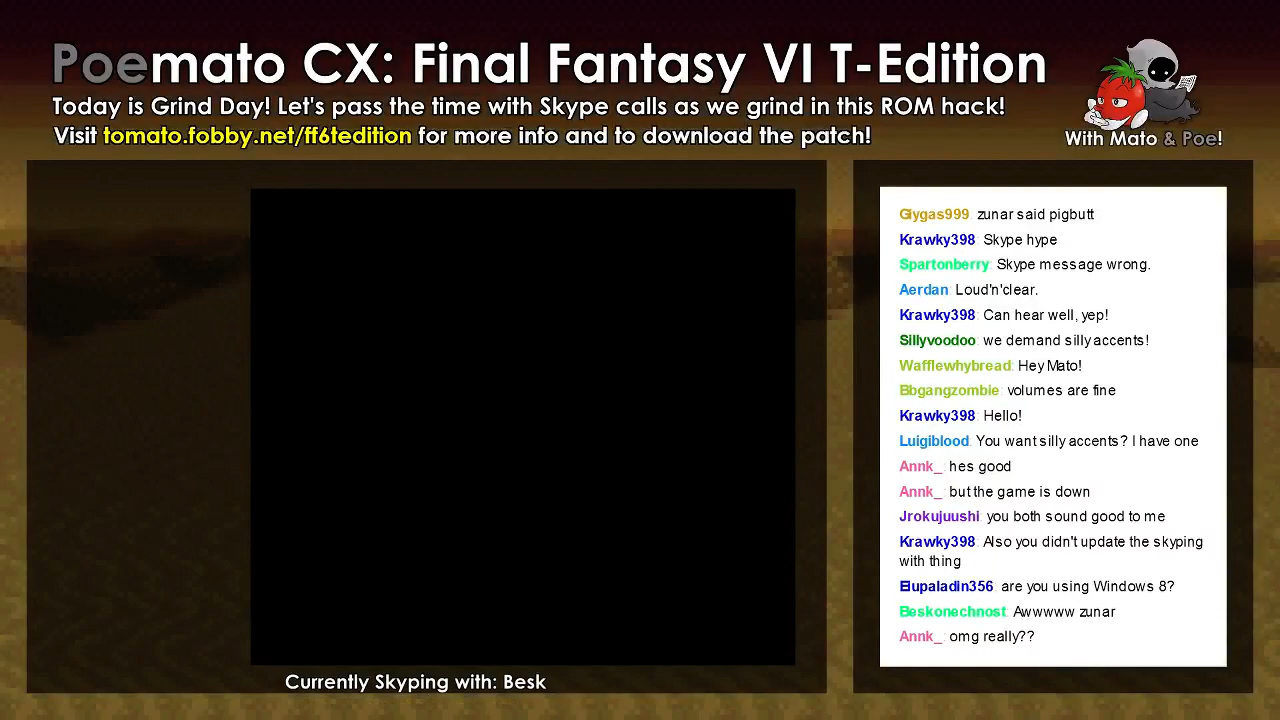 Poemato CX: Final Fantasy VI T-Edition
Today is Grind Day! Let's pass the time with Skype calls as we grind in this ROM hack!
Visit tomato.fobby.net/ff6tedition for more info and to download the patch!
With Mato & Poe!
Giygas999: zunar said pigbutt
Krawky398: Skype hype
Spartonberry: Skype message wrong.
Aerdan: Loud'n'clear.
Krawky398: Can hear well, yep!
Sillyvoodoo: we demand silly accents!
Wafflewhybread: Hey Mato!
Bbgangzombie: volumes are fine
Krawky398: Hello!
Luigiblood: You want silly accents? I have one
Annk_: hes good
Annk_: but the game is down
Jrokujuushi: you both sound good to me
Krawky398: Also you didn't update the skyping
with thing
Elupaladin356: are you using Windows 8?
Beskonechnost: Awwwww zunar
Annk_: omg really??
Currently Skyping with: Besk